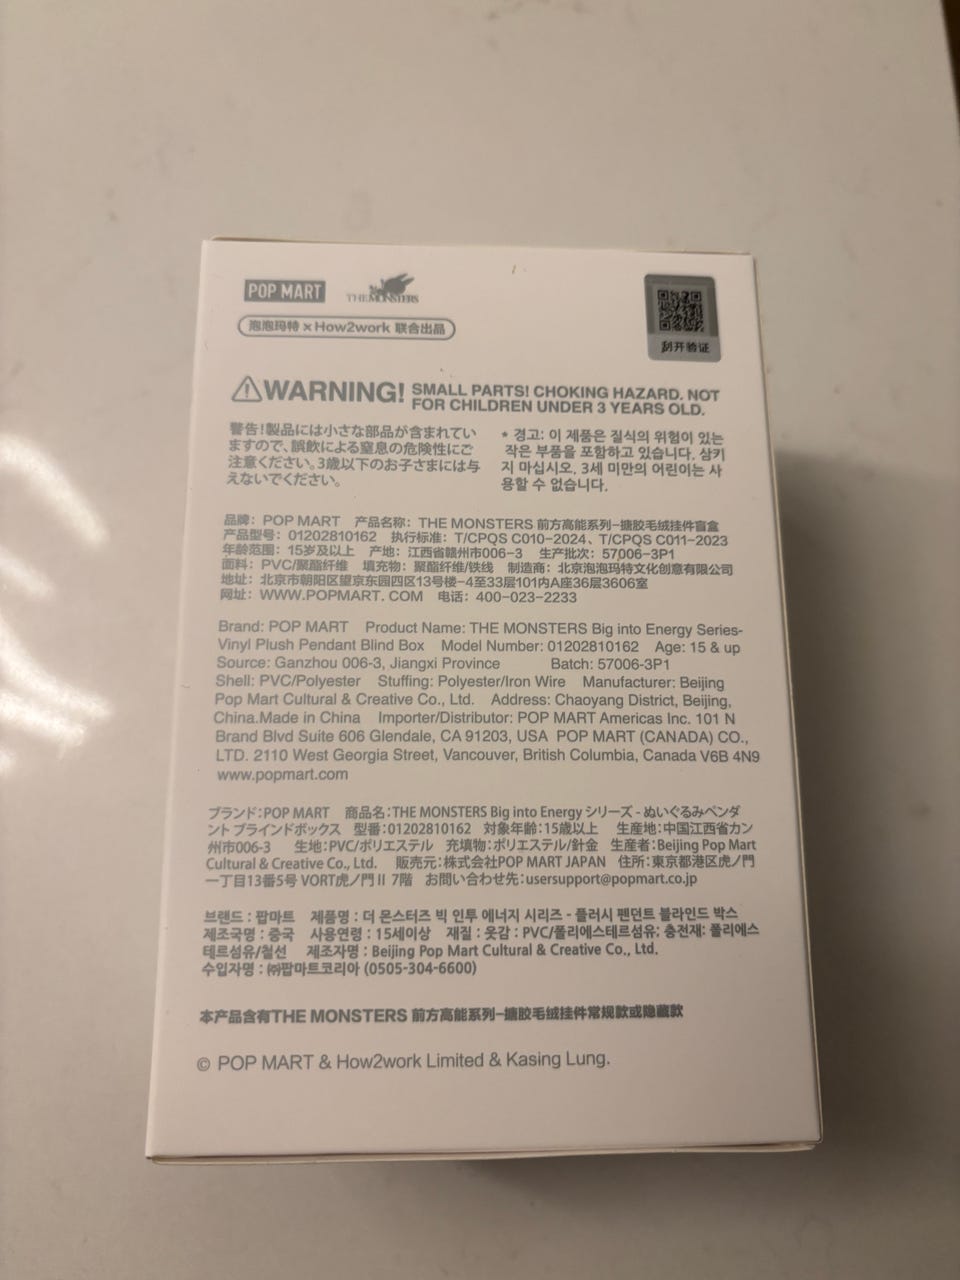 POP MART THE MONSTERS
泡泡玛特×How2work 联合出品
刮开验证
WARNING! SMALL PARTS! CHOKING HAZARD. NOT
FOR CHILDREN UNDER 3 YEARS OLD.
警告!製品には小さな部品が含まれてい
ますので、誤飲による窒息の危険性にご
注意ください。3歳以下のお子さまには与
えないでください。
* 경고: 이 제품은 질식의 위험이 있는
작은 부품을 포함하고 있습니다. 삼키
지 마십시오. 3세 미만의 어린이는 사
용할 수 없습니다.
品牌: POP MART 产品名称: THE MONSTERS 前方高能系列-搪胶毛绒挂件盲盒
产品型号: 01202810162 执行标准: T/CPQS C010-2024、T/CPQS C011-2023
年龄范围: 15岁及以上 产地: 江西省赣州市006-3 生产批次: 57006-3P1
面料: PVC/聚酯纤维 填充物: 聚酯纤维/铁线 制造商: 北京泡泡玛特文化创意有限公司
地址: 北京市朝阳区望京东园四区13号楼-4至33层101内A座36层3606室
网址: WWW.POPMART. COM 电话: 400-023-2233
Brand: POP MART Product Name: THE MONSTERS Big into Energy Series-
Vinyl Plush Pendant Blind Box Model Number: 01202810162 Age: 15 & up
Source: Ganzhou 006-3, Jiangxi Province Batch: 57006-3P1
Shell: PVC/Polyester Stuffing: Polyester/Iron Wire Manufacturer: Beijing
Pop Mart Cultural & Creative Co., Ltd. Address: Chaoyang District, Beijing,
China.Made in China Importer/Distributor: POP MART Americas Inc. 101 N
Brand Blvd Suite 606 Glendale, CA 91203, USA POP MART (CANADA) CO.,
LTD. 2110 West Georgia Street, Vancouver, British Columbia, Canada V6B 4N9
www.popmart.com
ブランド:POP MART 商品名:THE MONSTERS Big into Energy シリーズ - ぬいぐるみペンダ
ント ブラインドボックス 型番:01202810162 対象年齢:15歳以上 生産地:中国江西省カン
州市006-3 生地:PVC/ポリエステル 充填物:ポリエステル/針金 生産者:Beijing Pop Mart
Cultural & Creative Co., Ltd. 販売元:株式会社POP MART JAPAN 住所:東京都港区虎ノ門
一丁目13番5号 VORT虎ノ門Ⅱ 7階 お問い合わせ先:usersupport@popmart.co.jp
브랜드 : 팝마트 제품명 : 더 몬스터즈 빅 인투 에너지 시리즈 - 플러시 펜던트 블라인드 박스
제조국명 : 중국 사용연령 : 15세이상 재질 : 옷감 : PVC/폴리에스테르섬유; 충전재: 폴리에스
테르섬유/철선 제조자명 : Beijing Pop Mart Cultural & Creative Co., Ltd.
수입자명 : ㈜팝마트코리아 (0505-304-6600)
本产品含有THE MONSTERS 前方高能系列-搪胶毛绒挂件常规款或隐藏款
© POP MART & How2work Limited & Kasing Lung.